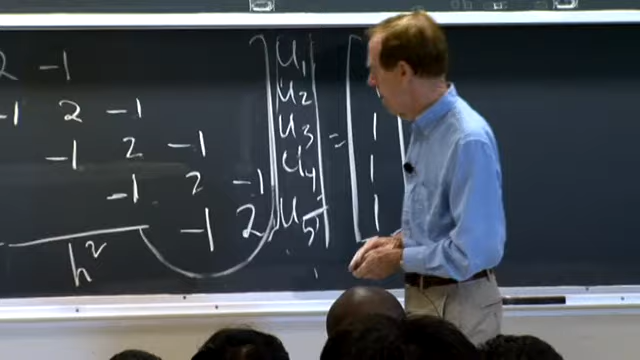 2 -1 u1
-1 2 -1 u2 1
-1 2 -1 u3 = 1
-1 2 -1 u4 1
-1 2 u5
h²